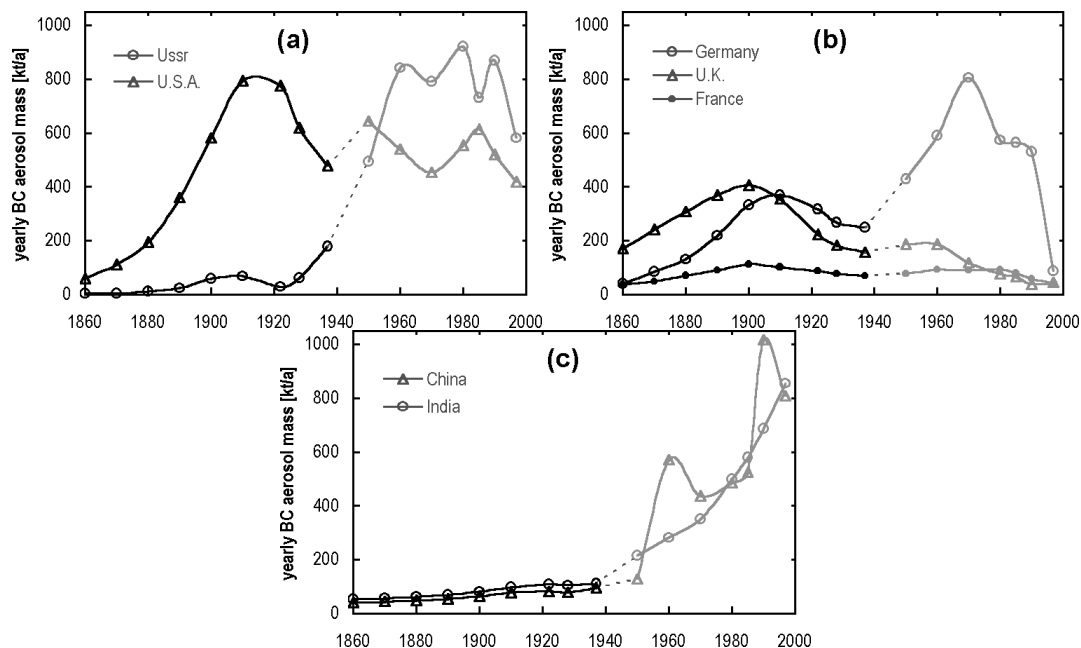 (a)
yearly BC aerosol mass [kt/a]
1000
800
600
400
200
0
Ussr
U.S.A.
1860 1880 1900 1920 1940 1960 1980 2000
(b)
yearly BC aerosol mass [kt/a]
1000
800
600
400
200
0
Germany
U.K.
France
1860 1880 1900 1920 1940 1960 1980 2000
(c)
yearly BC aerosol mass [kt/a]
1000
800
600
400
200
0
China
India
1860 1880 1900 1920 1940 1960 1980 2000